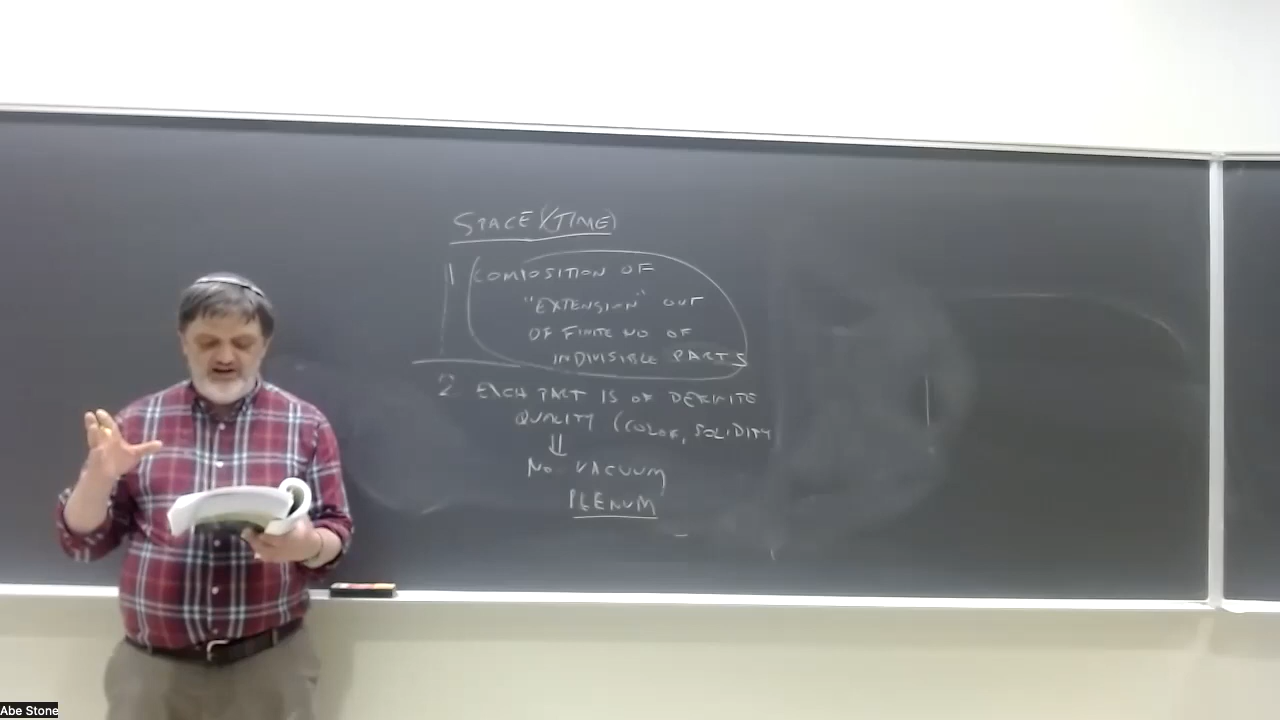 SPACE (TIME)
1 COMPOSITION OF
"EXTENSION" OUT
OF FINITE NO OF
INDIVISIBLE PARTS
2 EACH PART IS OF DEFINITE
QUALITY (COLOR, SOLIDITY
⇓
NO VACUUM
PLENUM
Abe Stone